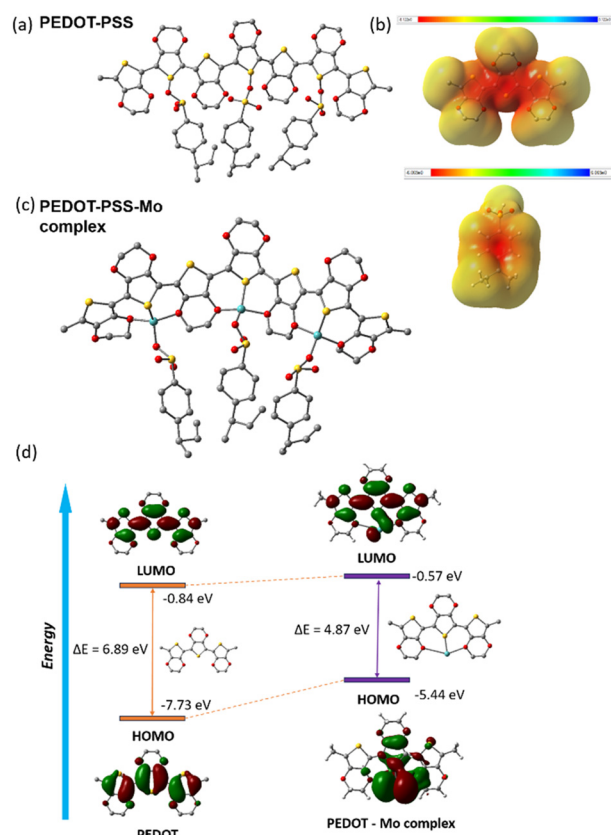 (a)
PEDOT-PSS
(b)
(c)
PEDOT-PSS-Mo
complex
(d)
Energy
LUMO
LUMO
-0.84 eV
-0.57 eV
ΔE = 6.89 eV
ΔE = 4.87 eV
-7.73 eV
HOMO
HOMO
-5.44 eV
PEDOT
PEDOT - Mo complex